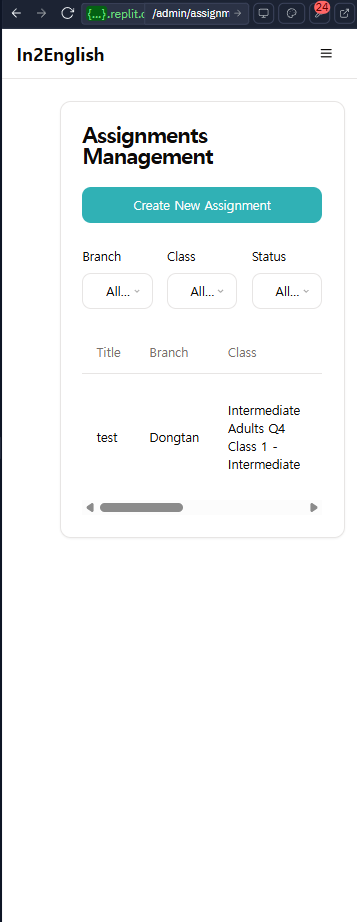 {...}.replit.c /admin/assignm
24
In2English
Assignments
Management
Create New Assignment
Branch Class Status
All... All... All...
Title Branch Class
test Dongtan Intermediate
Adults Q4
Class 1 -
Intermediate